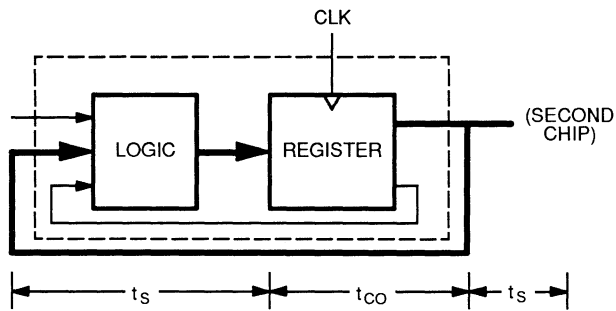 CLK
(SECOND
CHIP)
LOGIC
REGISTER
tS
tCO
tS